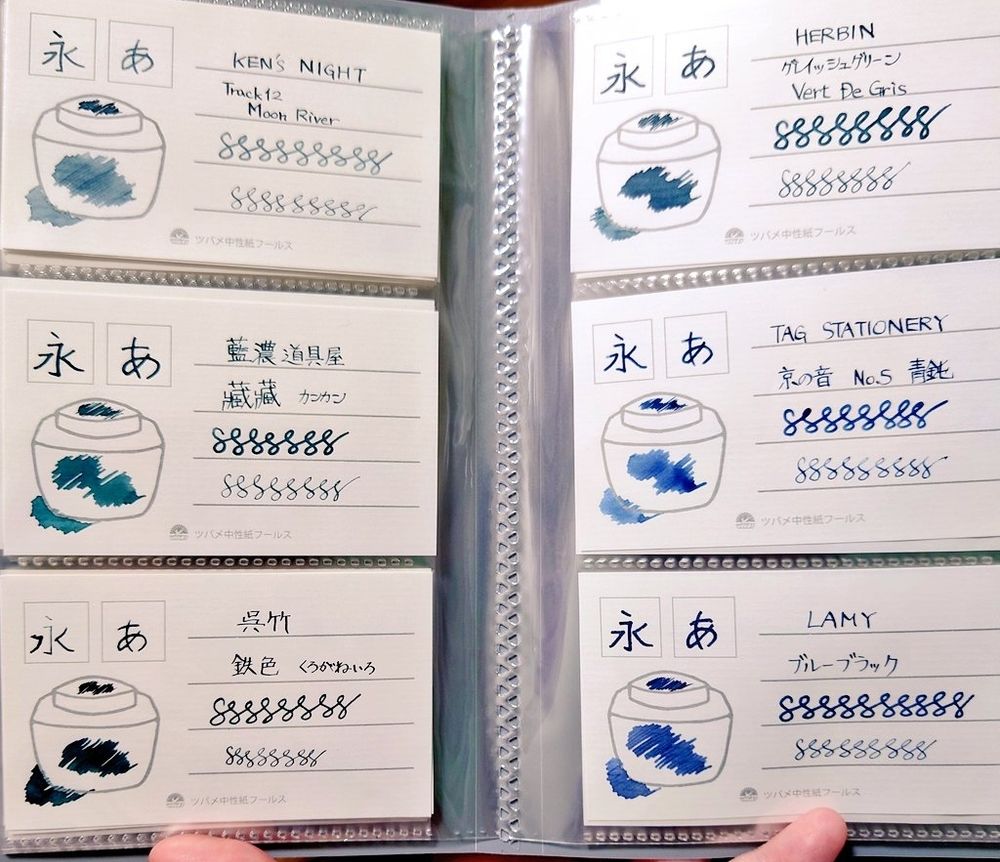 永 あ
KEN'S NIGHT
Track12
Moon River
ツバメ中性紙フールス
永 あ
藍濃道具屋
藏藏 カンカン
ツバメ中性紙フールス
永 あ
呉竹
鉄色 くろがねいろ
ツバメ中性紙フールス
永 あ
HERBIN
グレイッシュグリーン
Vert De Gris
ツバメ中性紙フールス
永 あ
TAG STATIONERY
京の音 No.5 青鈍
ツバメ中性紙フールス
永 あ
LAMY
ブルーブラック
ツバメ中性紙フールス